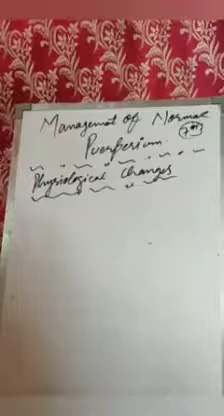 Management of Normal
Puerperium
Physiological Changes